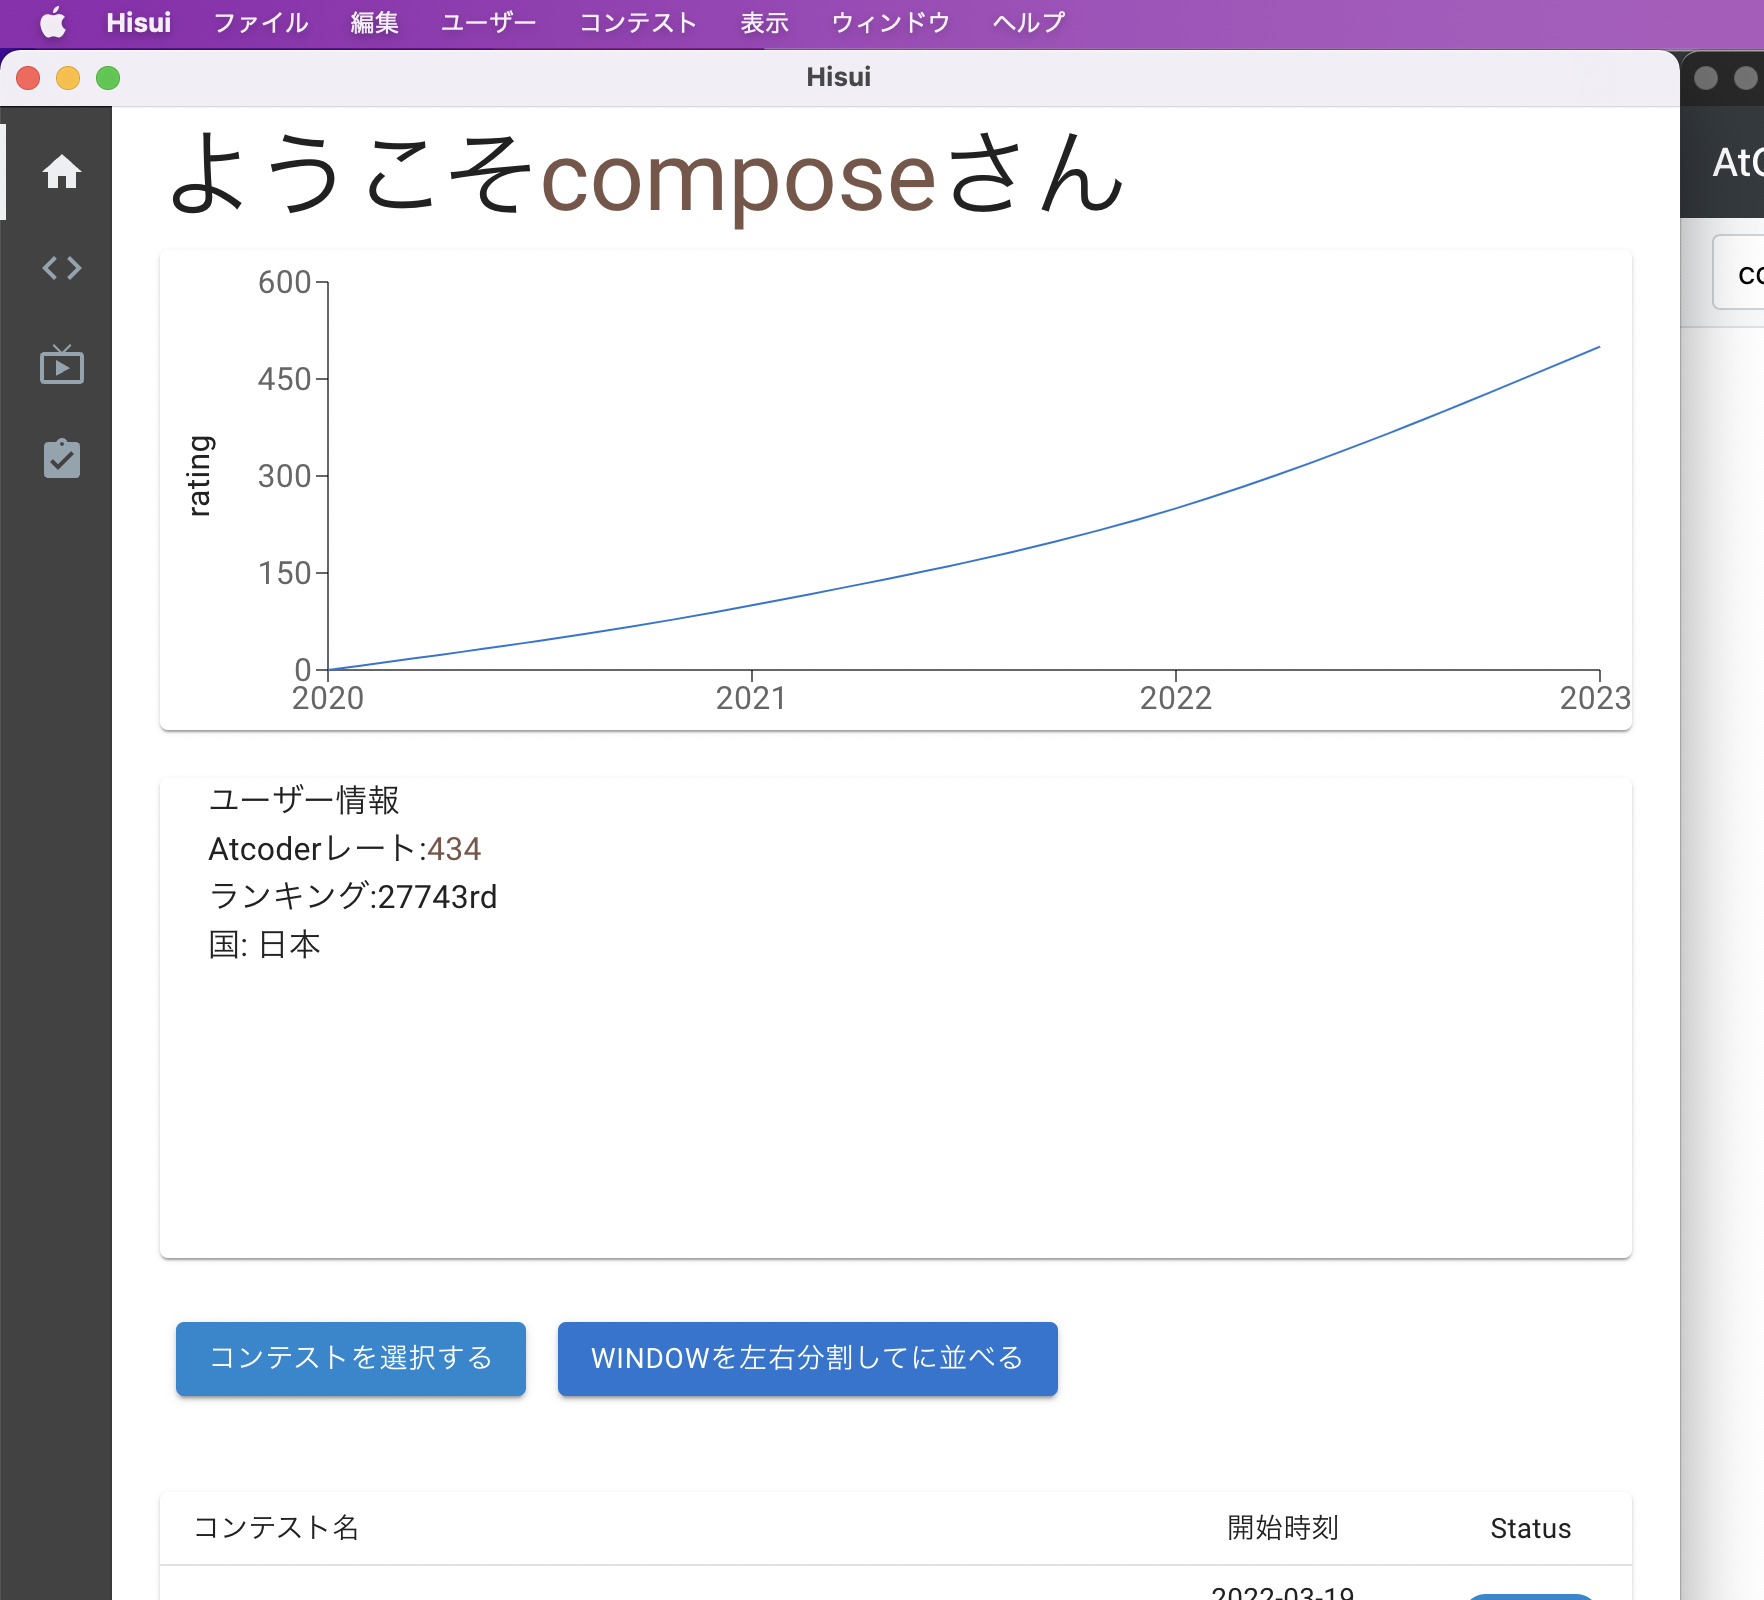 Hisui ファイル 編集 ユーザー コンテスト 表示 ウィンドウ ヘルプ
Hisui
ようこそcomposeさん
600
450
300
150
0
rating
2020 2021 2022 2023
ユーザー情報
Atcoderレート:434
ランキング:27743rd
国: 日本
コンテストを選択する WINDOWを左右分割してに並べる
コンテスト名 開始時刻 Status
2022-03-19